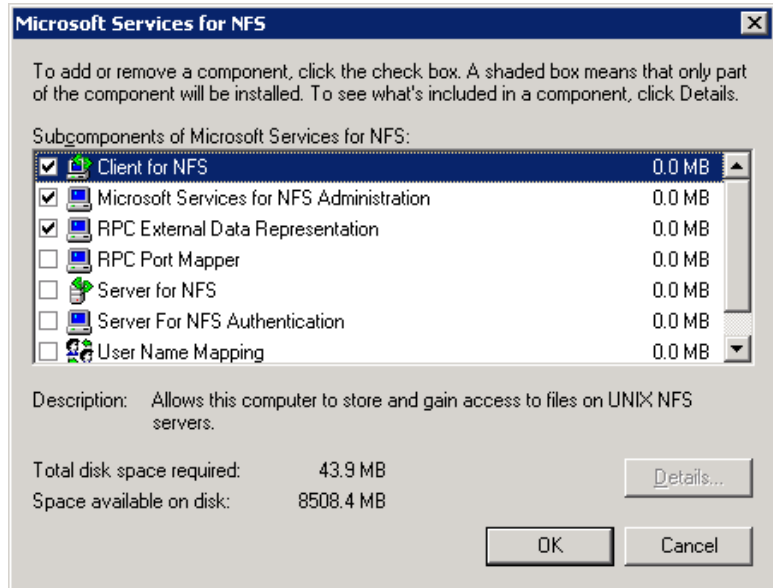 Microsoft Services for NFS
To add or remove a component, click the check box. A shaded box means that only part
of the component will be installed. To see what's included in a component, click Details.
Subcomponents of Microsoft Services for NFS:
Client for NFS 0.0 MB
Microsoft Services for NFS Administration 0.0 MB
RPC External Data Representation 0.0 MB
RPC Port Mapper 0.0 MB
Server for NFS 0.0 MB
Server For NFS Authentication 0.0 MB
User Name Mapping 0.0 MB
Description: Allows this computer to store and gain access to files on UNIX NFS
servers.
Total disk space required: 43.9 MB
Space available on disk: 8508.4 MB
Details...
OK Cancel